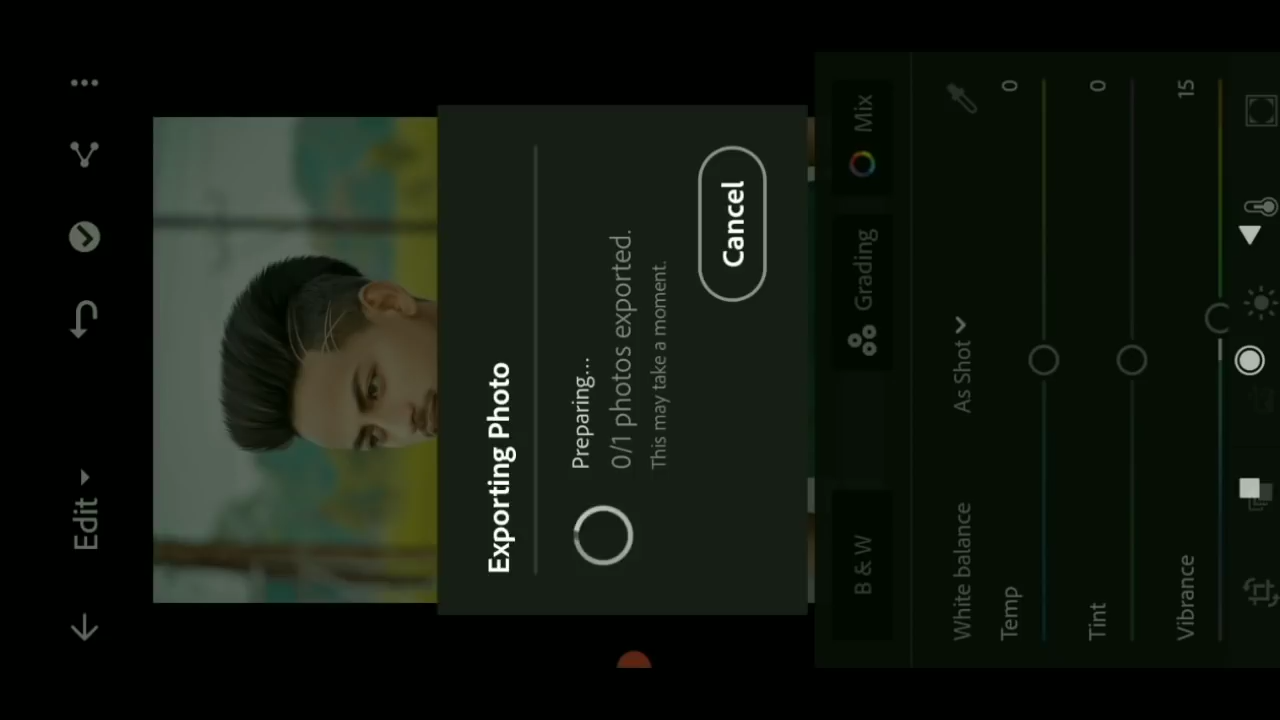 Edit
Exporting Photo
Preparing...
0/1 photos exported.
This may take a moment.
Cancel
B & W
Grading
Mix
White balance
As Shot
Temp
0
Tint
0
Vibrance
15